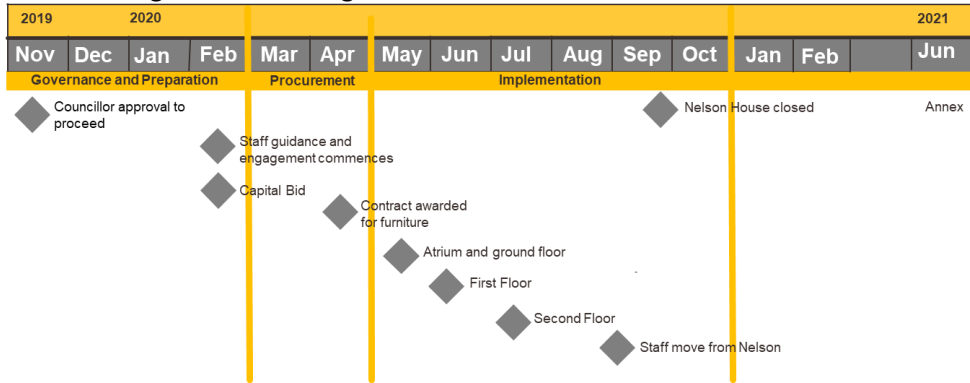 2019 2020 2021
Nov Dec Jan Feb Mar Apr May Jun Jul Aug Sep Oct Jan Feb Jun
Governance and Preparation Procurement Implementation
Councillor approval to
proceed
Nelson House closed
Annex
Staff guidance and
engagement commences
Capital Bid
Contract awarded
for furniture
Atrium and ground floor
First Floor
Second Floor
Staff move from Nelson